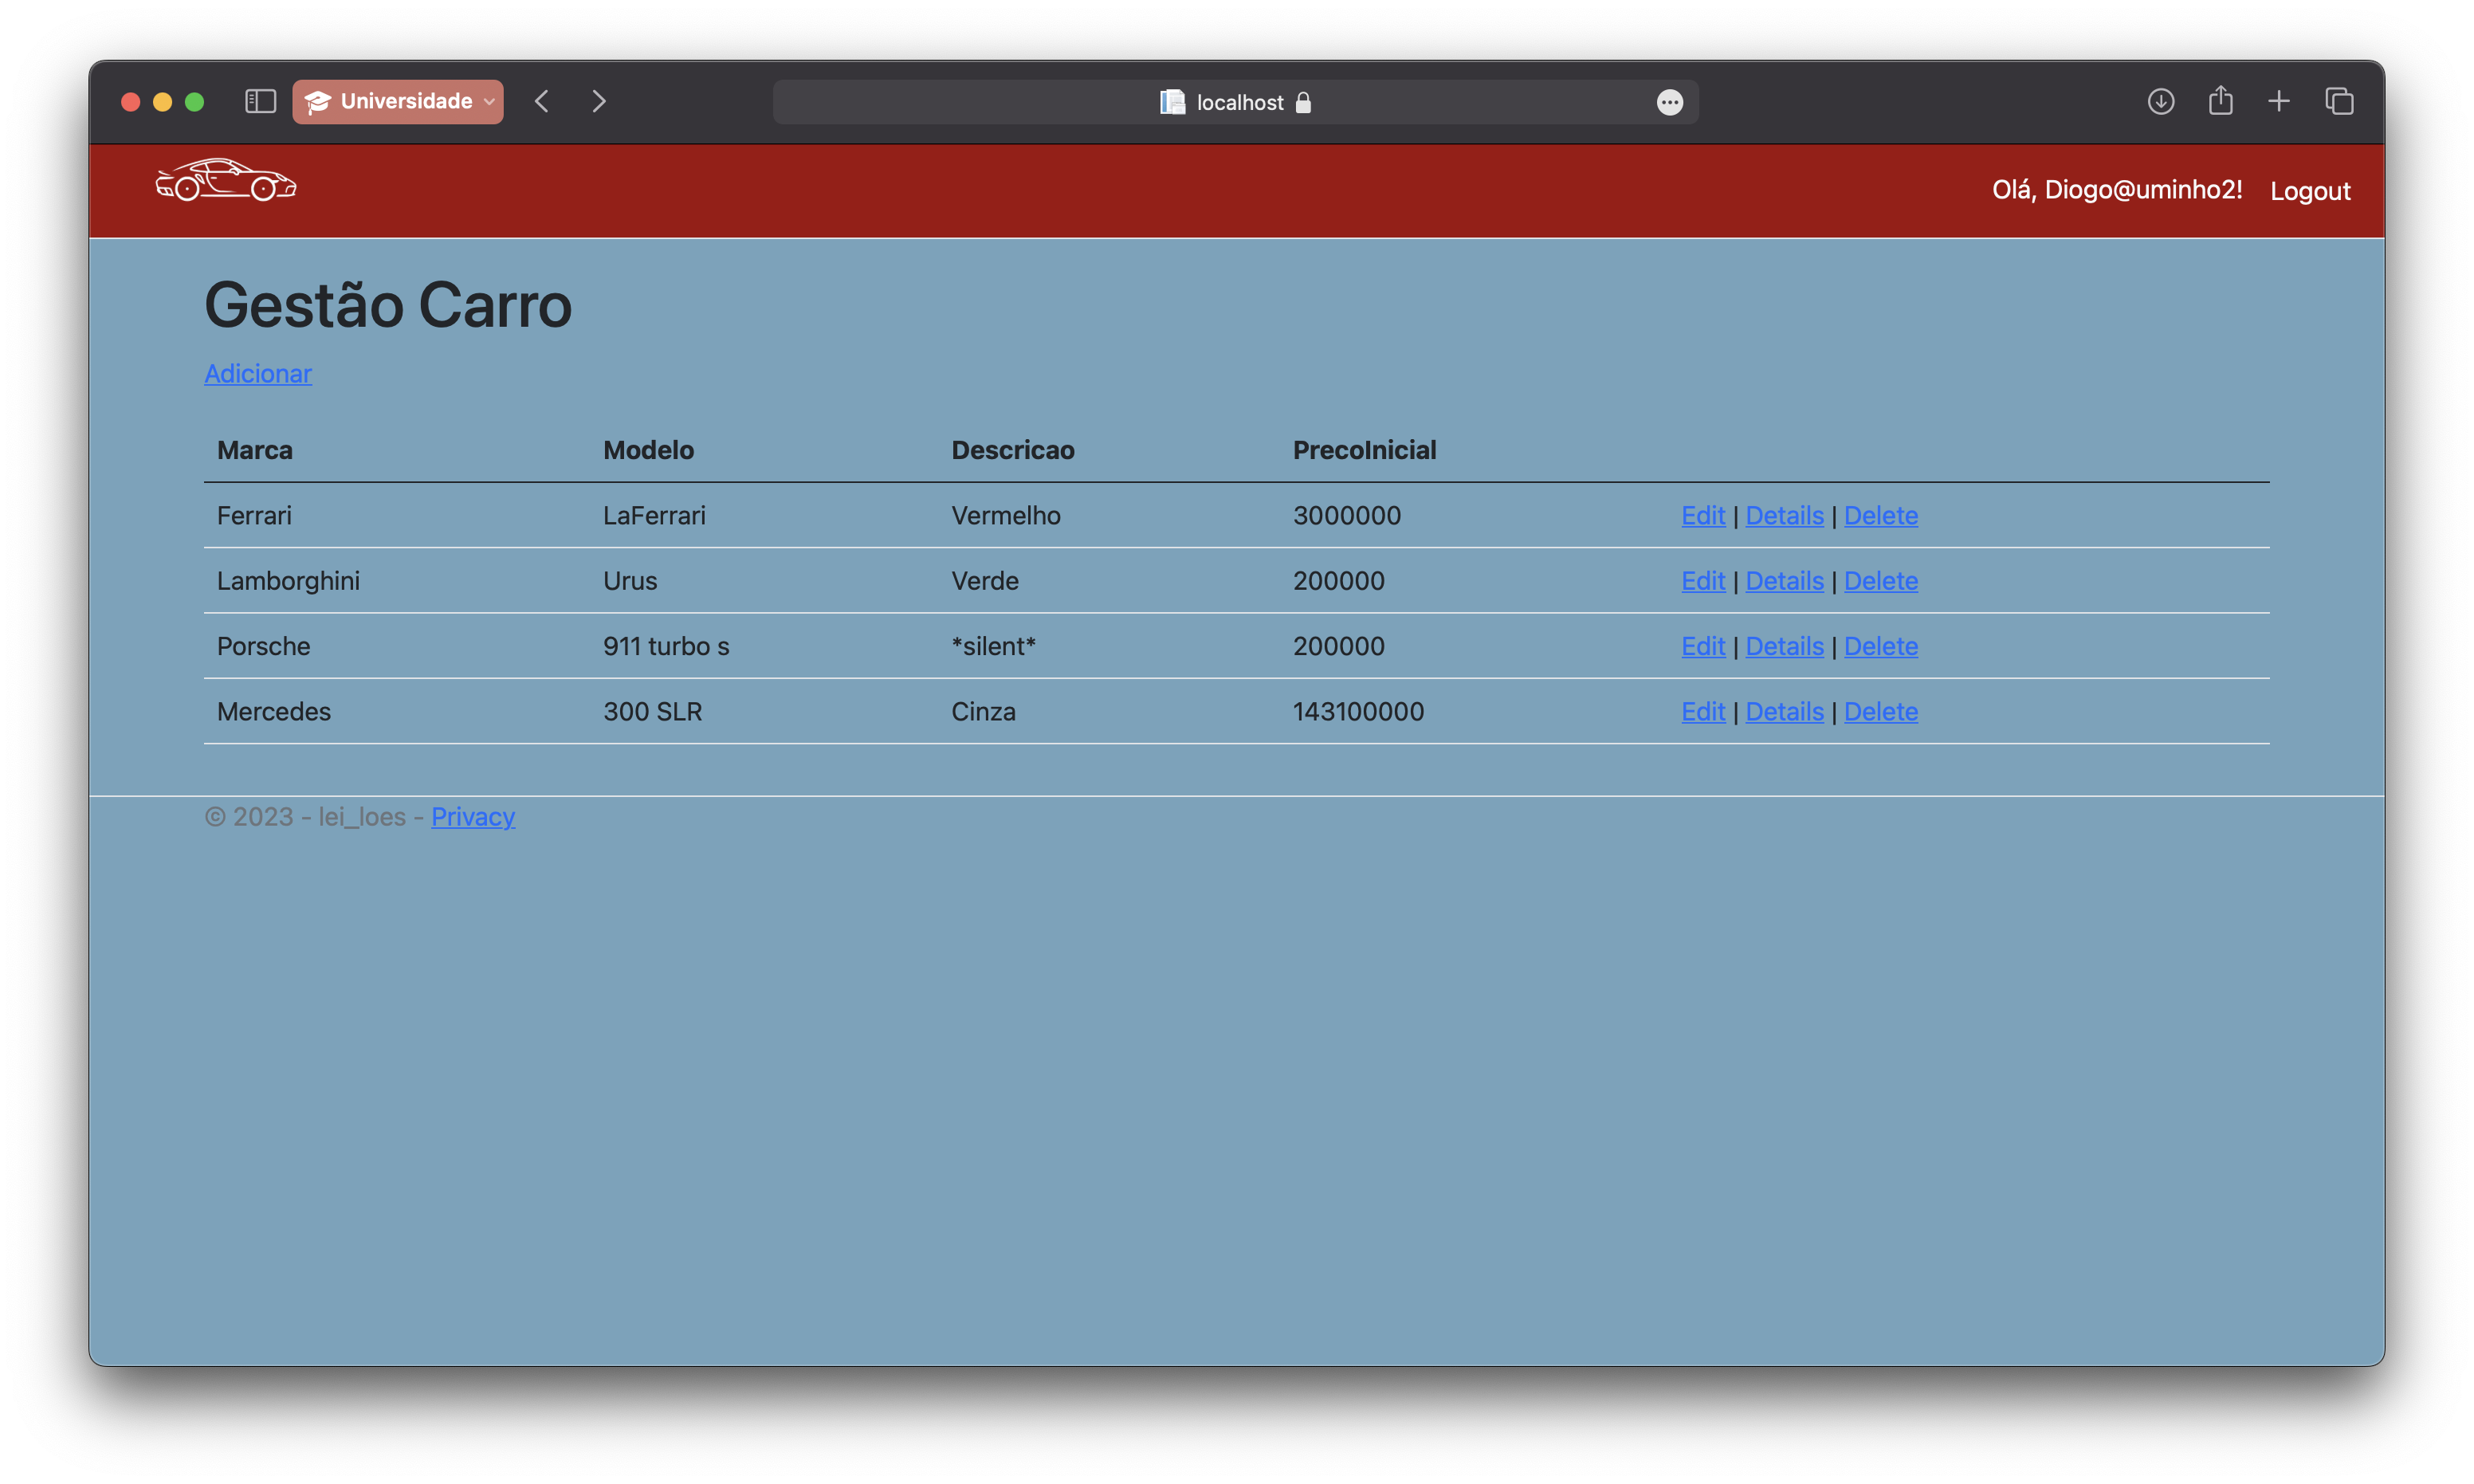 Universidade
localhost
Olá, Diogo@uminho2! Logout
Gestão Carro
Adicionar
Marca Modelo Descricao PrecoInicial
Ferrari LaFerrari Vermelho 3000000 Edit | Details | Delete
Lamborghini Urus Verde 200000 Edit | Details | Delete
Porsche 911 turbo s *silent* 200000 Edit | Details | Delete
Mercedes 300 SLR Cinza 143100000 Edit | Details | Delete
© 2023 - lei_loes - Privacy